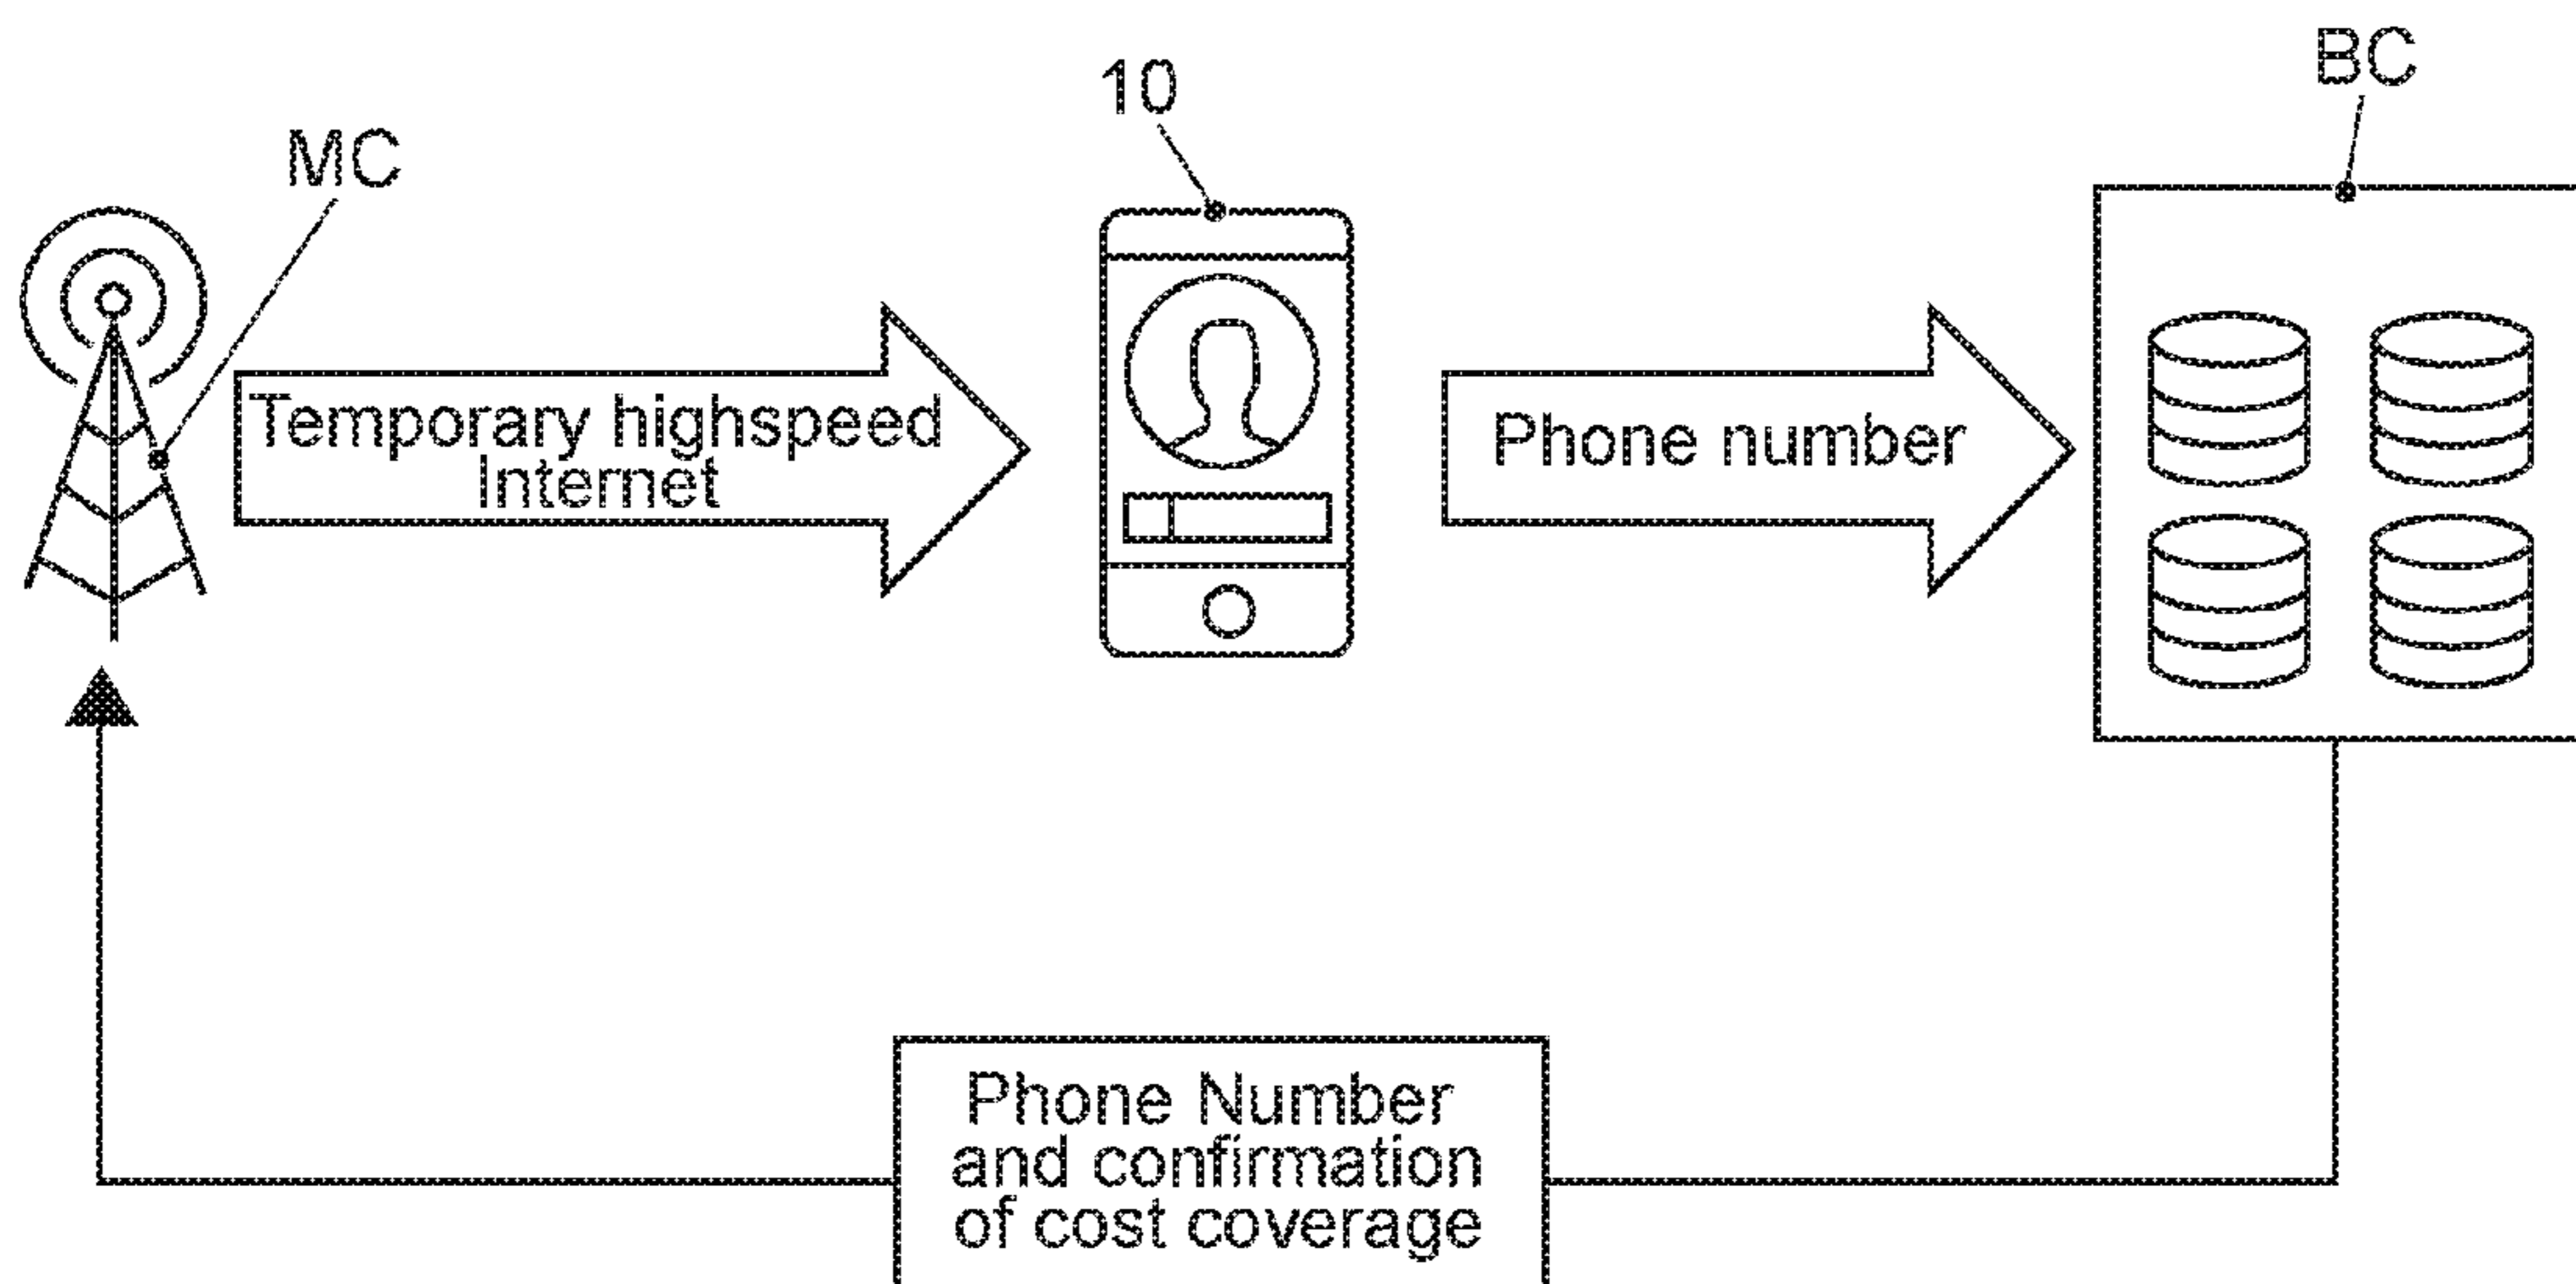 MC
10
BC
Temporary highspeed
Internet
Phone number
Phone Number
and confirmation
of cost coverage